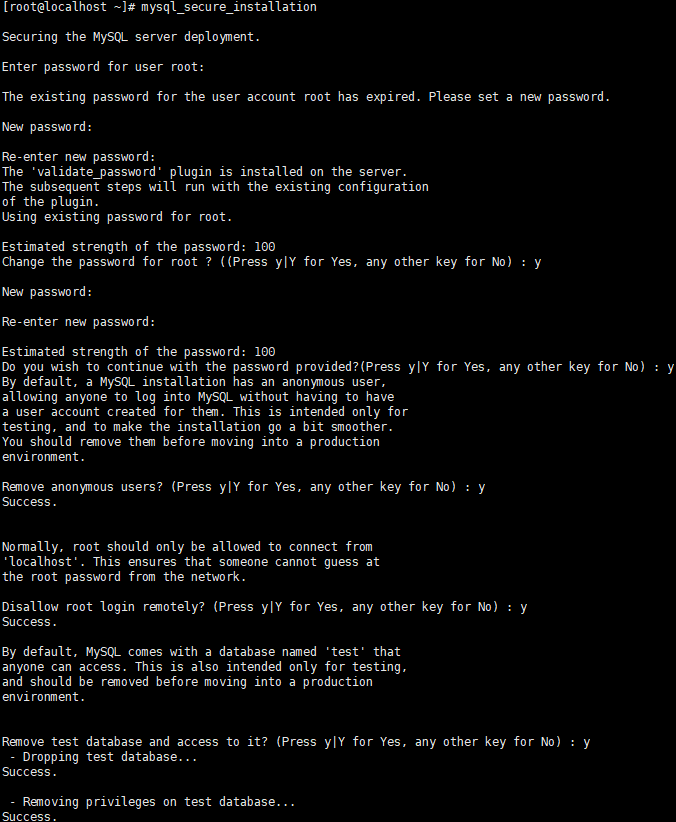 [root@localhost ~]# mysql_secure_installation
Securing the MySQL server deployment.
Enter password for user root:
The existing password for the user account root has expired. Please set a new password.
New password:
Re-enter new password:
The 'validate_password' plugin is installed on the server.
The subsequent steps will run with the existing configuration
of the plugin.
Using existing password for root.
Estimated strength of the password: 100
Change the password for root ? ((Press y|Y for Yes, any other key for No) : y
New password:
Re-enter new password:
Estimated strength of the password: 100
Do you wish to continue with the password provided?(Press y|Y for Yes, any other key for No) : y
By default, a MySQL installation has an anonymous user,
allowing anyone to log into MySQL without having to have
a user account created for them. This is intended only for
testing, and to make the installation go a bit smoother.
You should remove them before moving into a production
environment.
Remove anonymous users? (Press y|Y for Yes, any other key for No) : y
Success.
Normally, root should only be allowed to connect from
'localhost'. This ensures that someone cannot guess at
the root password from the network.
Disallow root login remotely? (Press y|Y for Yes, any other key for No) : y
Success.
By default, MySQL comes with a database named 'test' that
anyone can access. This is also intended only for testing,
and should be removed before moving into a production
environment.
Remove test database and access to it? (Press y|Y for Yes, any other key for No) : y
 - Dropping test database...
Success.
 - Removing privileges on test database...
Success.